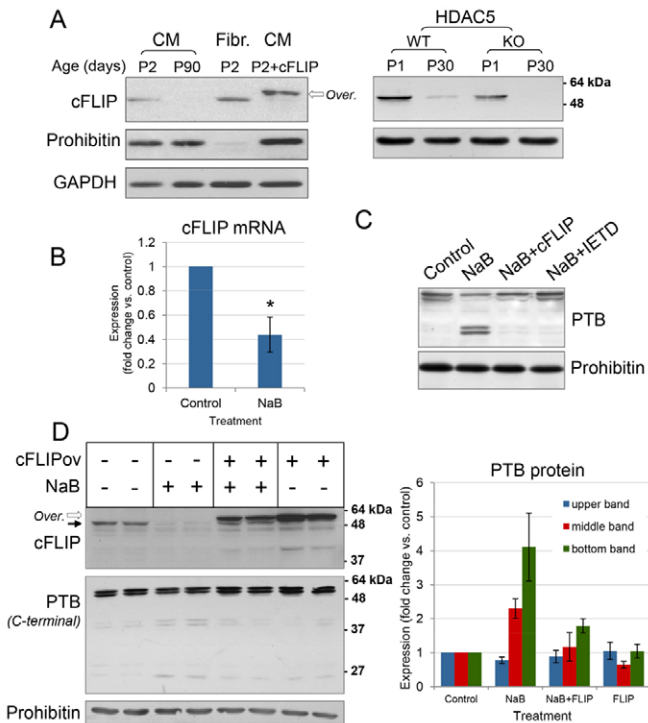 A
CM Fibr. CM
Age (days) P2 P90 P2 P2+cFLIP
cFLIP
Over.
Prohibitin
GAPDH
HDAC5
WT KO
P1 P30 P1 P30
64 kDa
48
B
cFLIP mRNA
Expression
(fold change vs. control)
1.2
1
0.8
0.6
0.4
0.2
0
*
Control NaB
Treatment
C
Control NaB NaB+cFLIP NaB+IETD
PTB
Prohibitin
D
cFLIPov - - - - + + + +
NaB - - + + + + - -
Over.
cFLIP
64 kDa
48
37
PTB
(C-terminal)
64 kDa
48
37
27
Prohibitin
PTB protein
Expression (fold change vs. control)
6
5
4
3
2
1
0
upper band
middle band
bottom band
Control NaB NaB+FLIP FLIP
Treatment